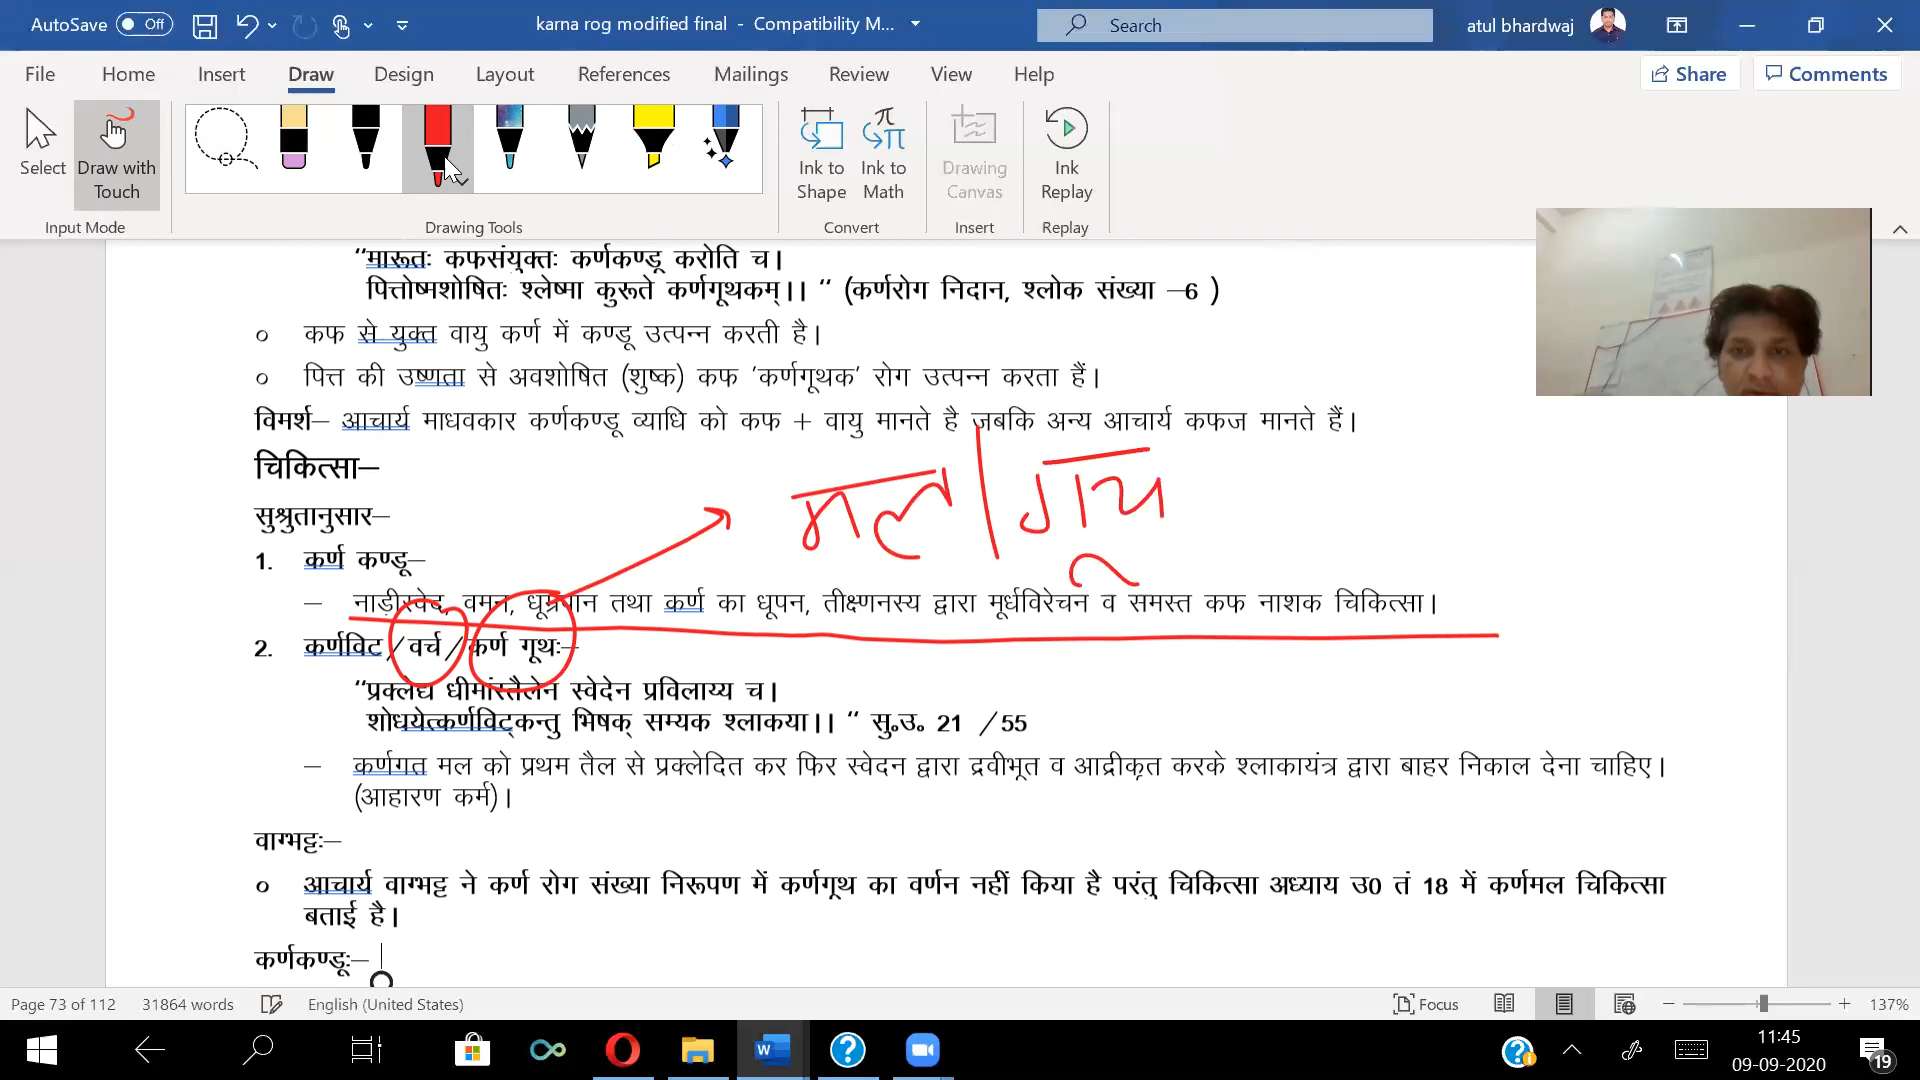 AutoSave Off karna rog modified final - Compatibility M... Search atul bhardwaj
File Home Insert Draw Design Layout References Mailings Review View Help Share Comments
Select Draw with Touch Ink to Shape Ink to Math Drawing Canvas Ink Replay
Input Mode Drawing Tools Convert Insert Replay
“मारूतः कफसंयुक्तः कर्णकण्डू करोति च।
पित्तोष्मशोषितः श्लेष्मा कुरूते कर्णगूथकम्।। “ (कर्णरोग निदान, श्लोक संख्या –6 )
o कफ से युक्त वायु कर्ण में कण्डू उत्पन्न करती है।
o पित्त की उष्णता से अवशोषित (शुष्क) कफ ’कर्णगूथक’ रोग उत्पन्न करता हैं।
विमर्श– आचार्य माधवकार कर्णकण्डू व्याधि को कफ + वायु मानते है जबकि अन्य आचार्य कफज मानते हैं।
चिकित्सा–
मल
सुश्रुतानुसार–
1. कर्ण कण्डू–
– नाड़ीस्वेद, वमन, धूम्रपान तथा कर्ण का धूपन, तीक्ष्णनस्य द्वारा मूर्धविरेचन व समस्त कफ नाशक चिकित्सा।
2. कर्णविट / वर्च / कर्ण गूथः–
“प्रक्लेद्य धीमांस्तैलेन स्वेदेन प्रविलाय्य च।
शोधयेत्कर्णविट्कन्तु भिषक् सम्यक श्लाकया।। “ सु॰उ॰ 21 /55
– कर्णगत मल को प्रथम तैल से प्रक्लेदित कर फिर स्वेदन द्वारा द्रवीभूत व आद्रीकृत करके श्लाकायंत्र द्वारा बाहर निकाल देना चाहिए।
(आहारण कर्म)।
वाग्भट्टः–
o आचार्य वाग्भट्ट ने कर्ण रोग संख्या निरूपण में कर्णगूथ का वर्णन नहीं किया है परंतु चिकित्सा अध्याय उ0 तं 18 में कर्णमल चिकित्सा
बताई है।
कर्णकण्डूः–
Page 73 of 112 31864 words English (United States) Focus 137%
11:45
09-09-2020 19